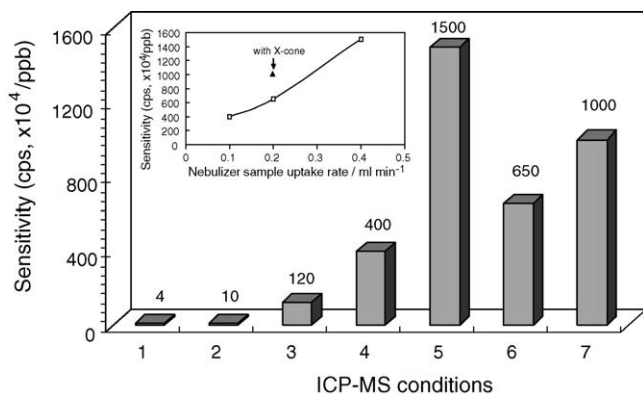 1600
1200
800
400
0
Sensitivity (cps, x10⁴/ppb)
1600
1400
1200
1000
800
600
400
200
0
Sensitivity (cps, x10⁴/ppb)
with X-cone
0 0.1 0.2 0.3 0.4 0.5
Nebulizer sample uptake rate / ml min⁻¹
4 10 120 400 1500 650 1000
1 2 3 4 5 6 7
ICP-MS conditions